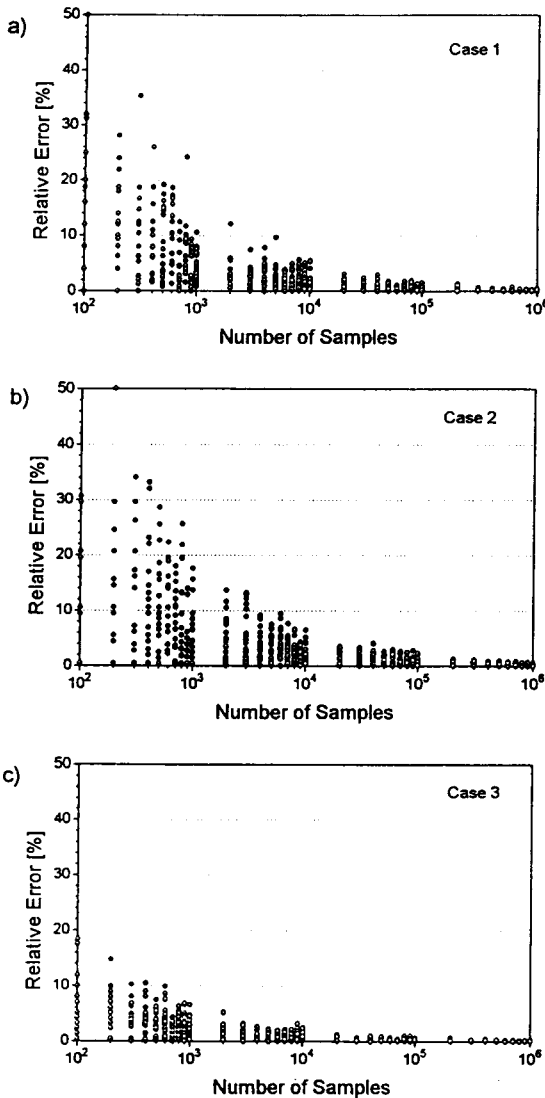 a)
Case 1
Relative Error [%]
50
40
30
20
10
0
10² 10³ 10⁴ 10⁵ 10⁶
Number of Samples
b)
Case 2
Relative Error [%]
50
40
30
20
10
0
10² 10³ 10⁴ 10⁵ 10⁶
Number of Samples
c)
Case 3
Relative Error [%]
50
40
30
20
10
0
10² 10³ 10⁴ 10⁵ 10⁶
Number of Samples